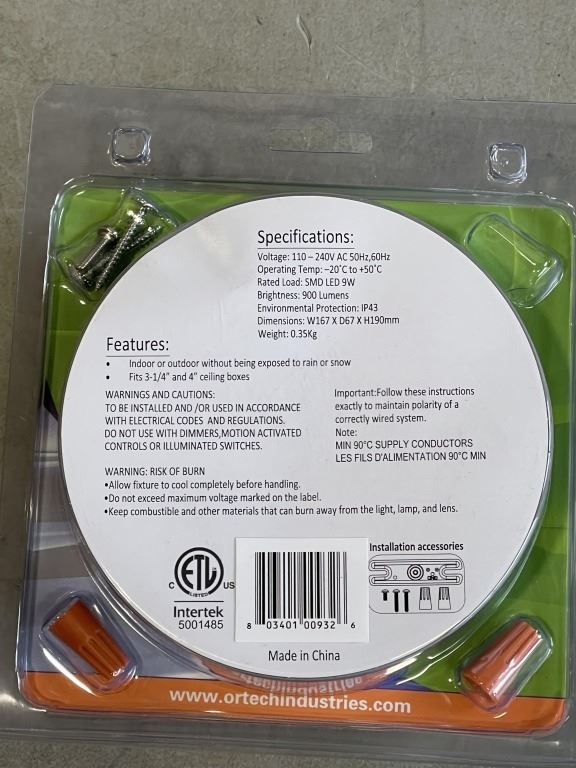 Specifications:
Voltage: 110 – 240V AC 50Hz,60Hz
Operating Temp: –20˚C to +50˚C
Rated Load: SMD LED 9W
Brightness: 900 Lumens
Environmental Protection: IP43
Dimensions: W167 X D67 X H190mm
Weight: 0.35Kg
Features:
• Indoor or outdoor without being exposed to rain or snow
• Fits 3-1/4" and 4" ceiling boxes
WARNINGS AND CAUTIONS:
TO BE INSTALLED AND /OR USED IN ACCORDANCE
WITH ELECTRICAL CODES AND REGULATIONS.
DO NOT USE WITH DIMMERS,MOTION ACTIVATED
CONTROLS OR ILLUMINATED SWITCHES.
Important:Follow these instructions
exactly to maintain polarity of a
correctly wired system.
Note:
MIN 90°C SUPPLY CONDUCTORS
LES FILS D'ALIMENTATION 90°C MIN
WARNING: RISK OF BURN
•Allow fixture to cool completely before handling.
•Do not exceed maximum voltage marked on the label.
•Keep combustible and other materials that can burn away from the light, lamp, and lens.
C ETL US
LISTED
Intertek
5001485
8 03401 00932 6
Installation accessories
Made in China
www.ortechindustries.com